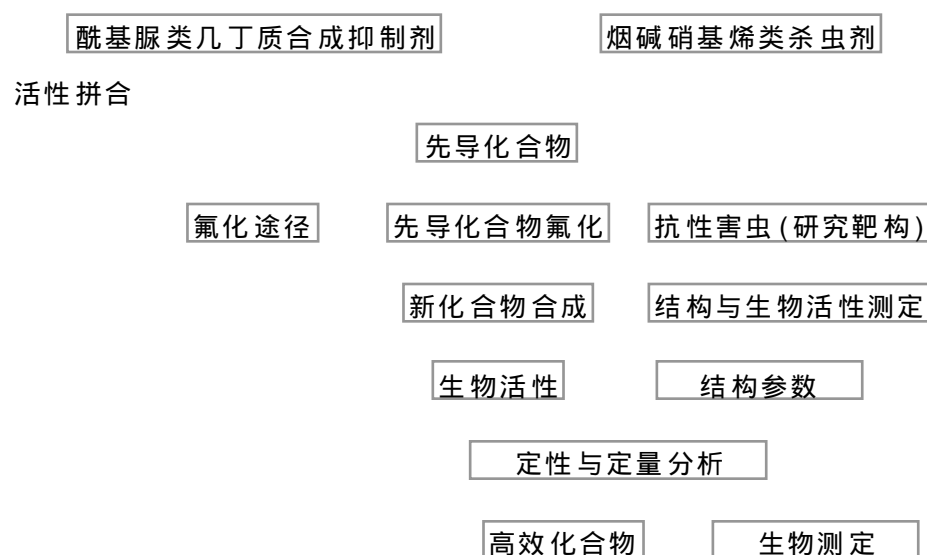 酰基脲类几丁质合成抑制剂 烟碱硝基烯类杀虫剂
活性拼合
先导化合物
氟化途径 先导化合物氟化 抗性害虫(研究靶构)
新化合物合成 结构与生物活性测定
生物活性 结构参数
定性与定量分析
高效化合物 生物测定